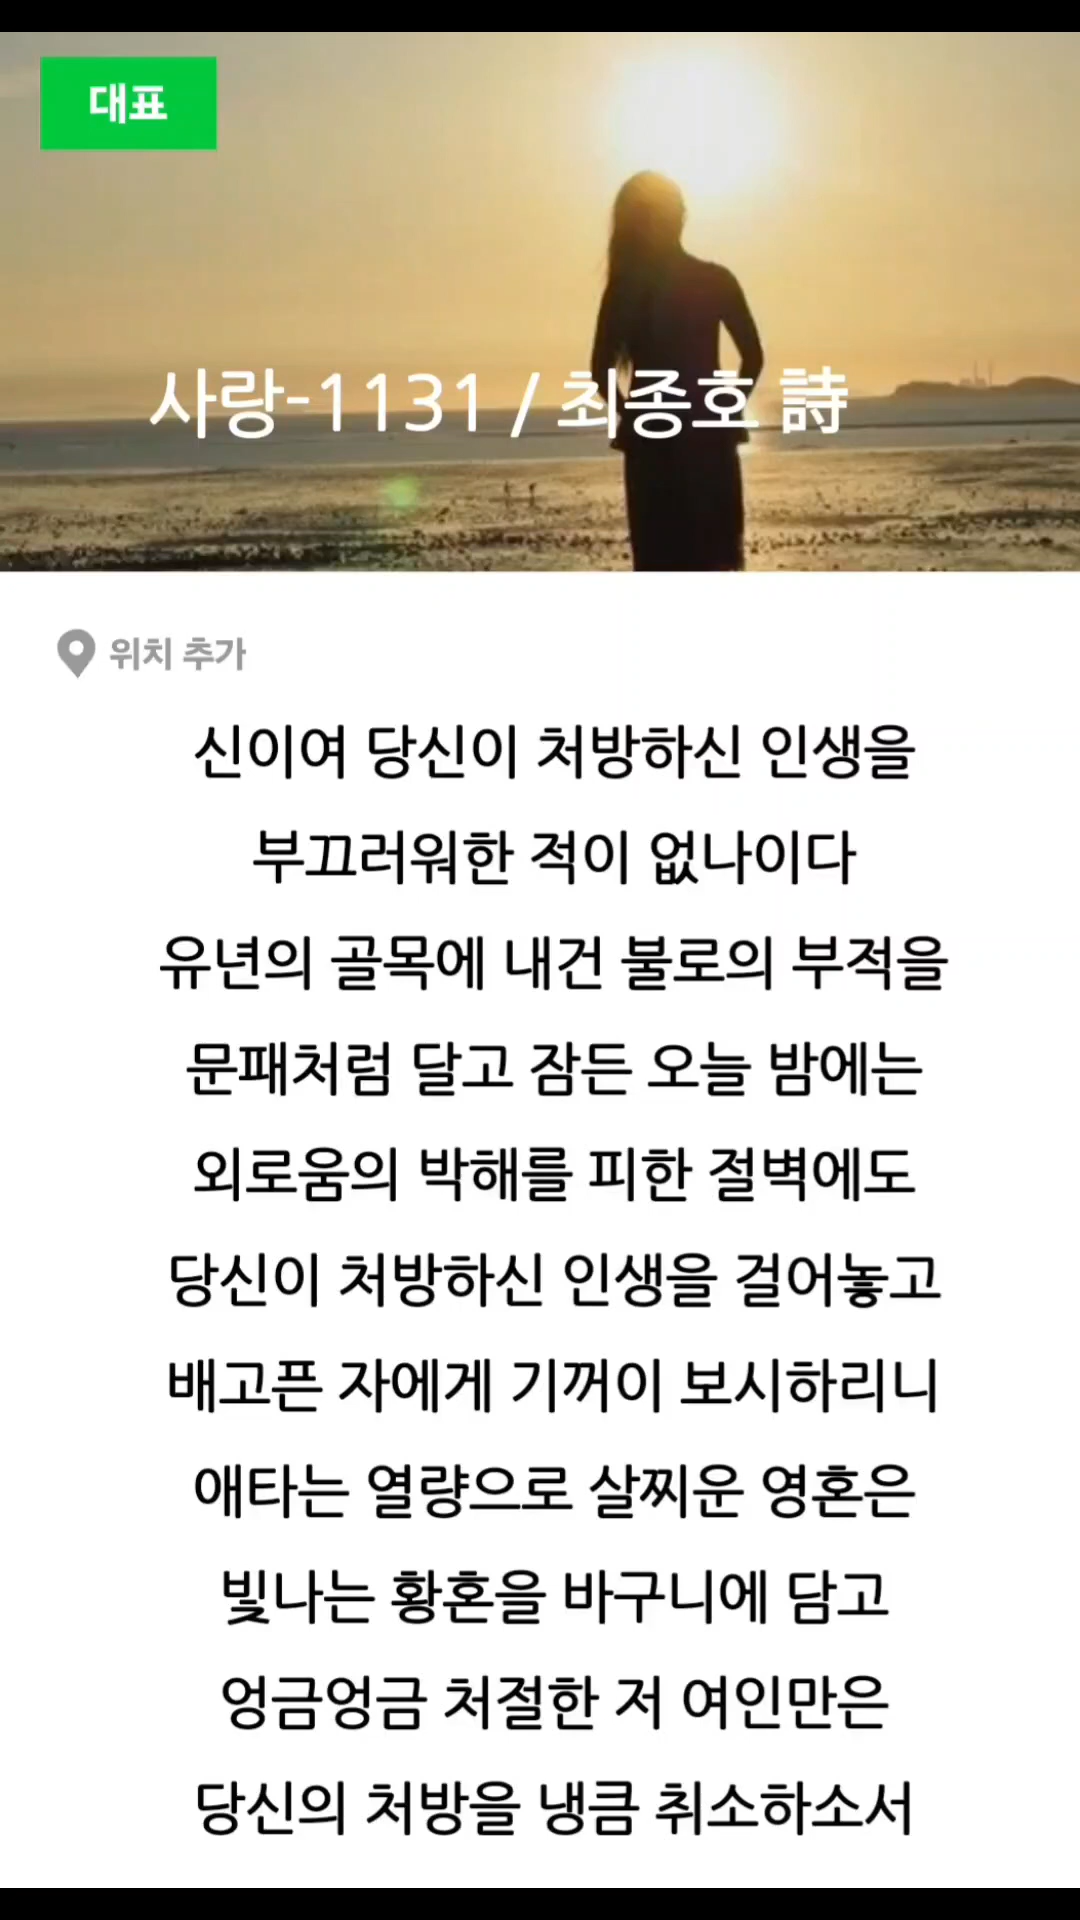 대표
사랑-1131 / 최종호 詩
위치 추가
신이여 당신이 처방하신 인생을
부끄러워한 적이 없나이다
유년의 골목에 내건 불로의 부적을
문패처럼 달고 잠든 오늘 밤에는
외로움의 박해를 피한 절벽에도
당신이 처방하신 인생을 걸어놓고
배고픈 자에게 기꺼이 보시하리니
애타는 열량으로 살찌운 영혼은
빛나는 황혼을 바구니에 담고
엉금엉금 처절한 저 여인만은
당신의 처방을 냉큼 취소하소서